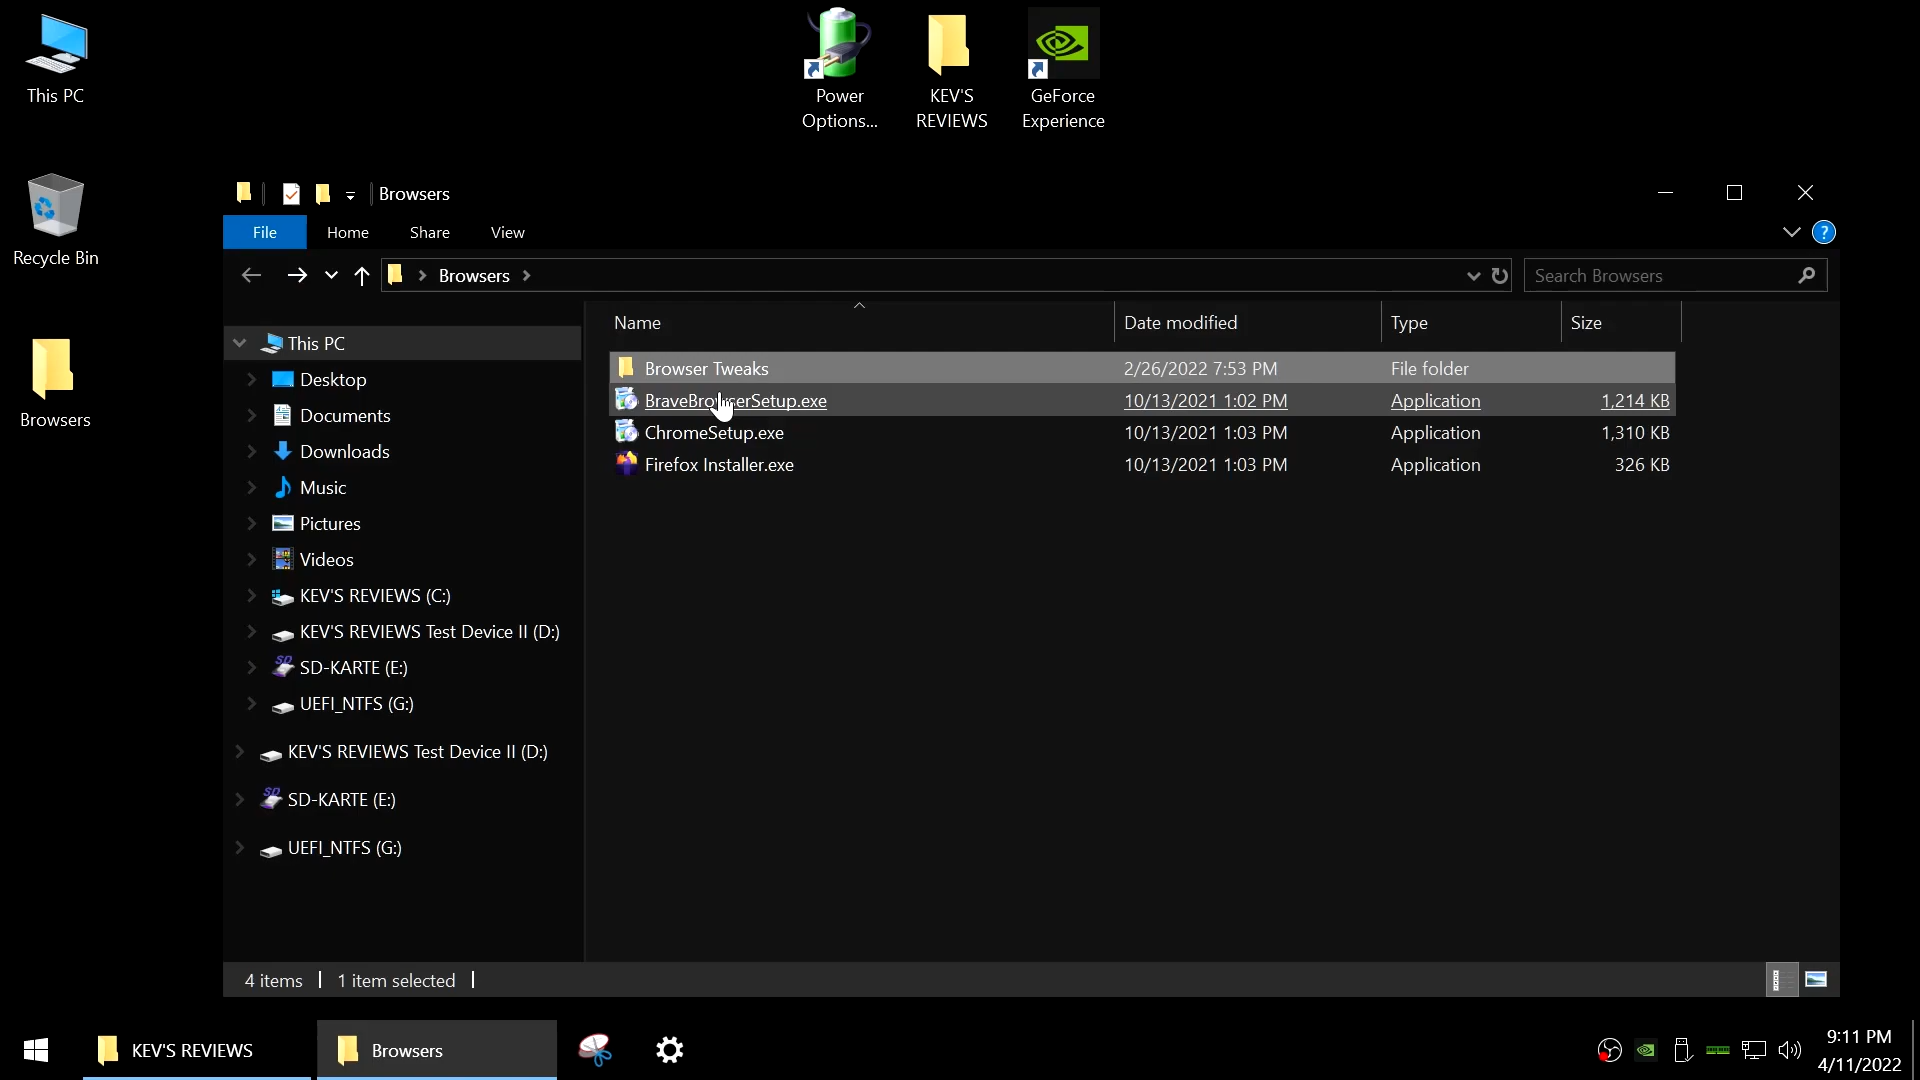 This PC
Recycle Bin
Browsers
Power
Options...
KEV'S
REVIEWS
GeForce
Experience
Browsers
File Home Share View ?
Browsers
Search Browsers
Name Date modified Type Size
Browser Tweaks 2/26/2022 7:53 PM File folder
BraveBrowserSetup.exe 10/13/2021 1:02 PM Application 1,214 KB
ChromeSetup.exe 10/13/2021 1:03 PM Application 1,310 KB
Firefox Installer.exe 10/13/2021 1:03 PM Application 326 KB
This PC
Desktop
Documents
Downloads
Music
Pictures
Videos
KEV'S REVIEWS (C:)
KEV'S REVIEWS Test Device II (D:)
SD-KARTE (E:)
UEFI_NTFS (G:)
KEV'S REVIEWS Test Device II (D:)
SD-KARTE (E:)
UEFI_NTFS (G:)
4 items 1 item selected
KEV'S REVIEWS
Browsers
9:11 PM
4/11/2022